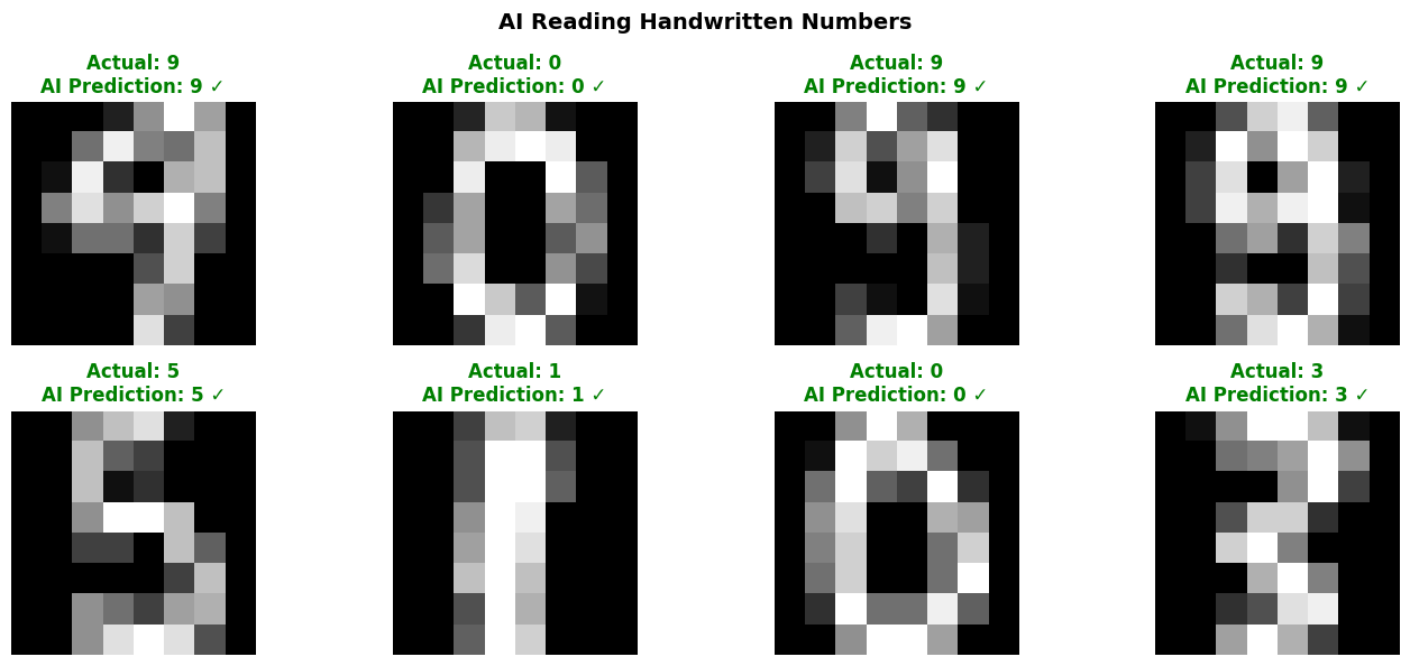 AI Reading Handwritten Numbers
Actual: 9
AI Prediction: 9 ✓
Actual: 0
AI Prediction: 0 ✓
Actual: 9
AI Prediction: 9 ✓
Actual: 9
AI Prediction: 9 ✓
Actual: 5
AI Prediction: 5 ✓
Actual: 1
AI Prediction: 1 ✓
Actual: 0
AI Prediction: 0 ✓
Actual: 3
AI Prediction: 3 ✓